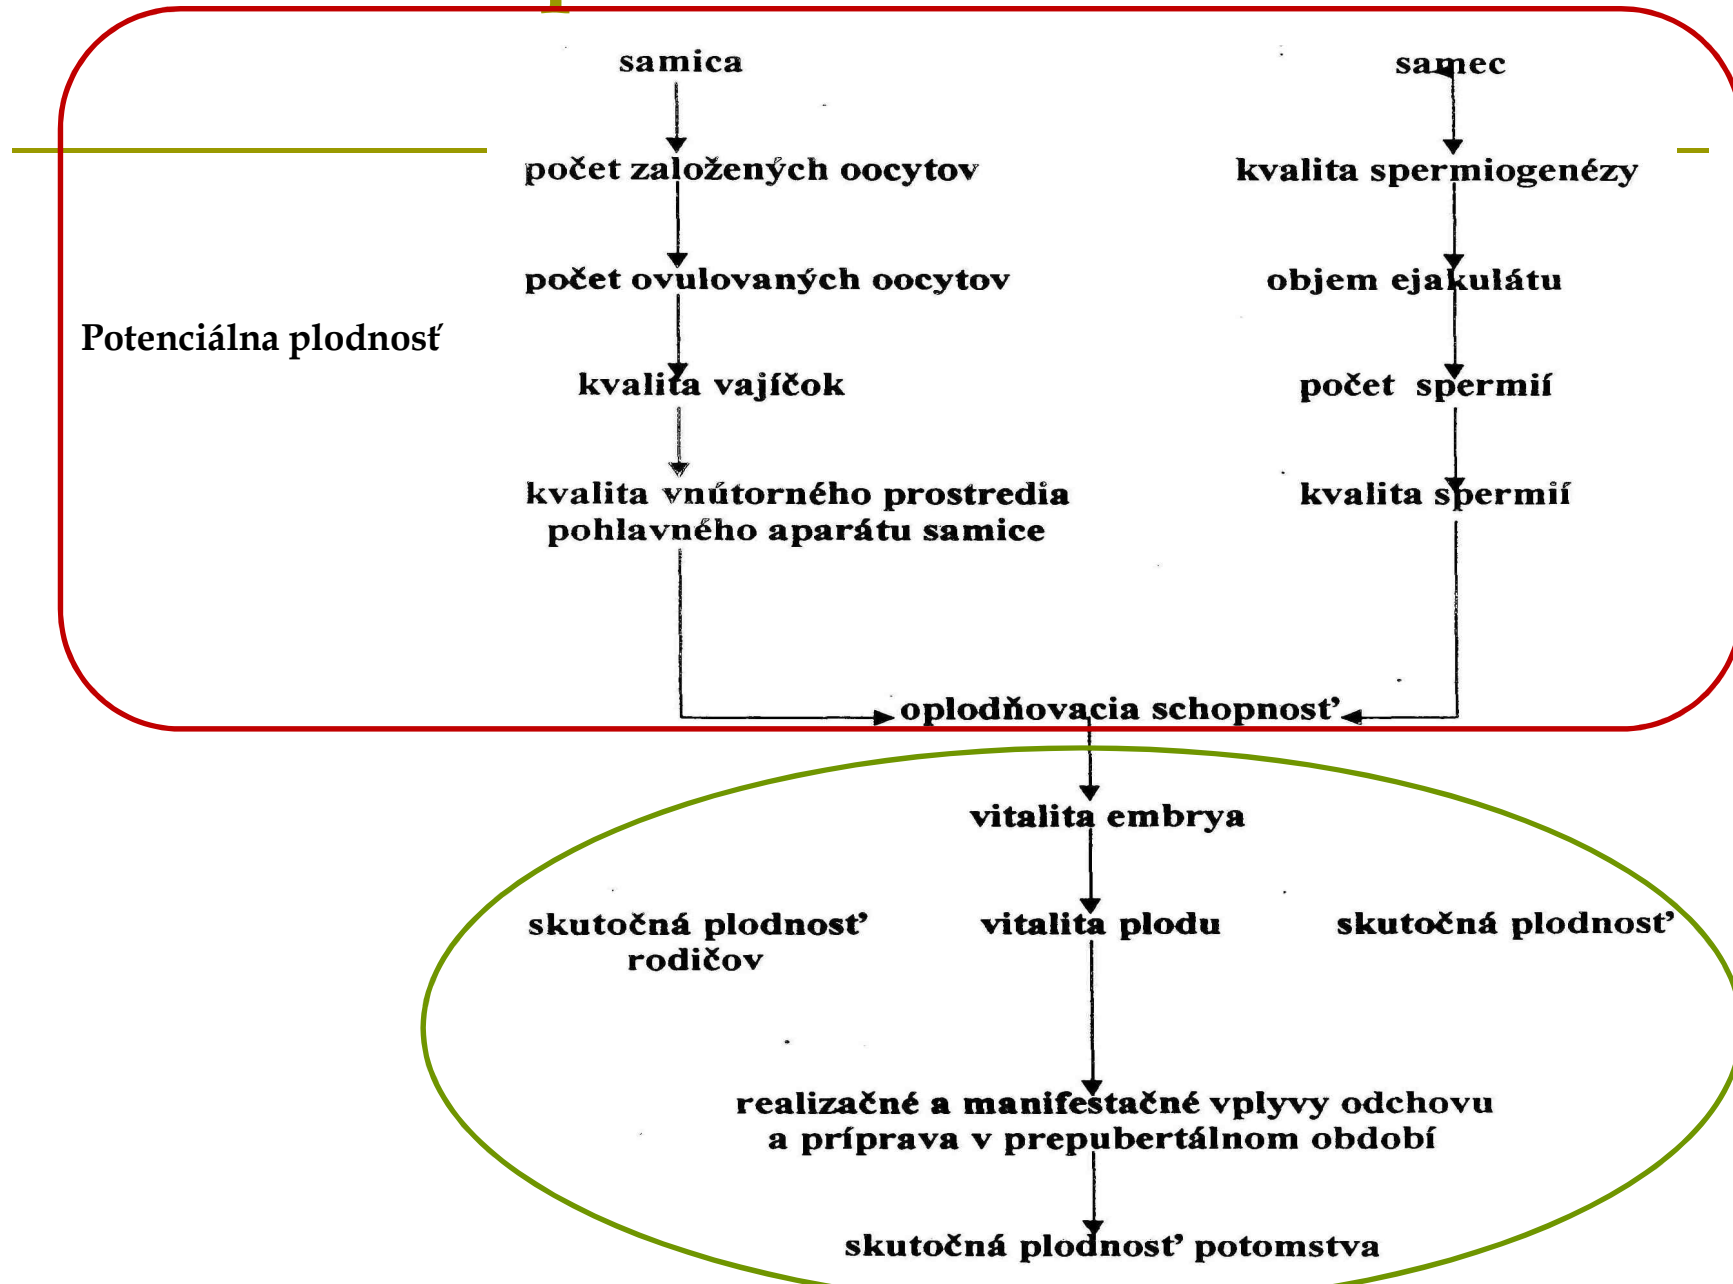 samica
samec
počet založených oocytov
kvalita spermiogenézy
počet ovulovaných oocytov
objem ejakulátu
Potenciálna plodnosť
kvalita vajíčok
počet spermií
kvalita vnútorného prostredia
pohlavného aparátu samice
kvalita spermií
oplodňovacia schopnosť
vitalita embrya
skutočná plodnosť
rodičov
vitalita plodu
skutočná plodnosť
realizačné a manifestačné vplyvy odchovu
a príprava v prepubertálnom období
skutočná plodnosť potomstva